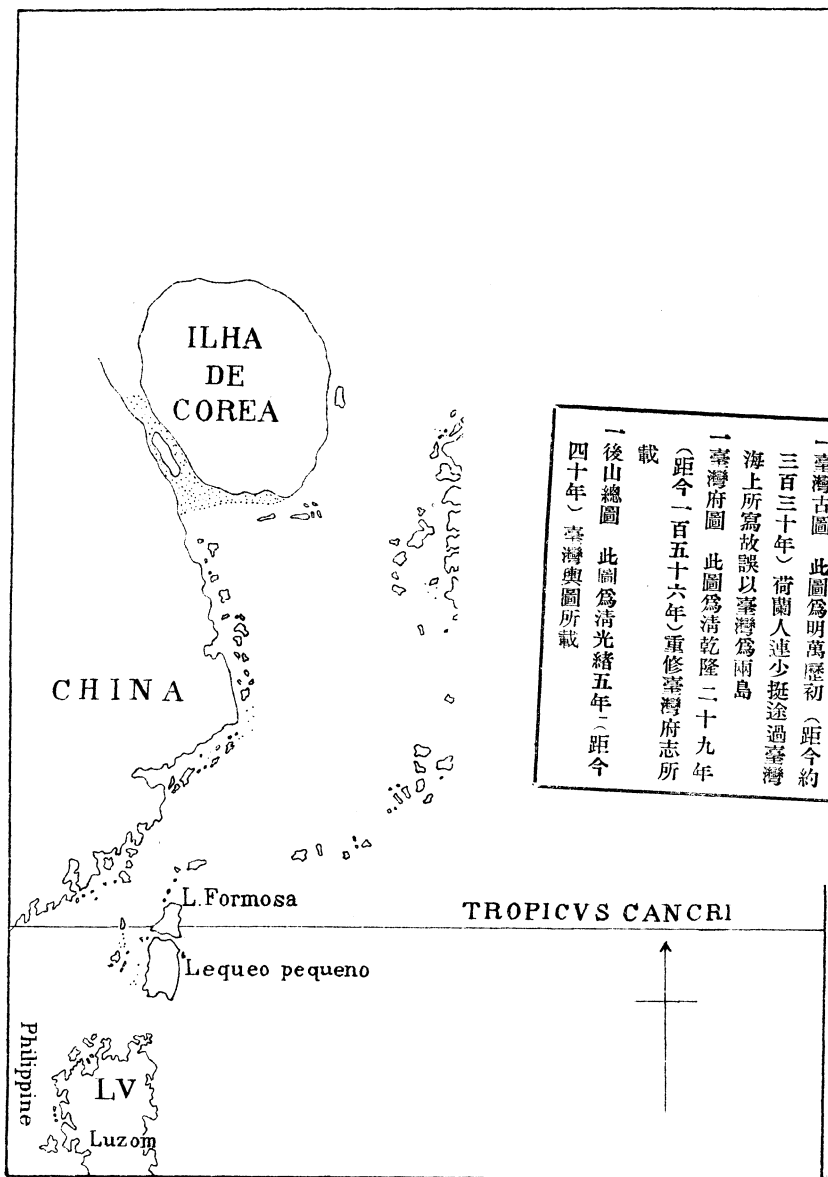 ILHA
DE
COREA
CHINA
L.Formosa
TROPICVS CANCRI
Lequeo pequeno
Philippine
LV
Luzom
一臺灣古圖　此圖爲明萬歷初（距今約
三百三十年）荷蘭人連少挺途過臺灣
海上所寫故誤以臺灣爲兩島
一臺灣府圖　此圖爲清乾隆二十九年
（距今一百五十六年）重修臺灣府志所
載
一後山總圖　此圖爲清光緒五年（距今
四十年）臺灣輿圖所載